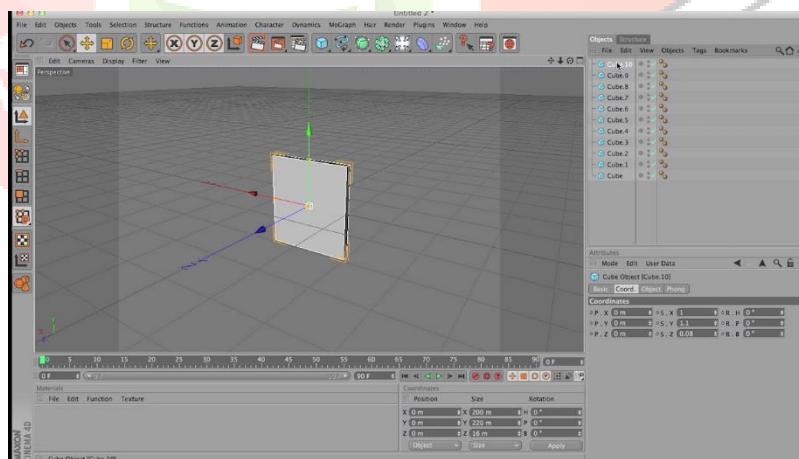 Untitled 2 *
File Edit Objects Tools Selection Structure Functions Animation Character Dynamics MoGraph Hair Render Plugins Window Help
Objects Structure
File Edit View Objects Tags Bookmarks
Edit Cameras Display Filter View
Perspective
Cube.10
Cube.9
Cube.8
Cube.7
Cube.6
Cube.5
Cube.4
Cube.3
Cube.2
Cube.1
Cube
Attributes
Mode Edit User Data
Cube Object [Cube.10]
Basic Coord. Object Phong
Coordinates
P . X 0 m S . X 1 R . H 0 °
P . Y 0 m S . Y 1.1 R . P 0 °
P . Z 0 m S . Z 0.08 R . B 0 °
0 5 10 15 20 25 30 35 40 45 50 55 60 65 70 75 85 90 0 F
0 F 90 F
Materials
File Edit Function Texture
Coordinates
Position Size Rotation
X 0 m X 200 m H 0 °
Y 0 m Y 220 m P 0 °
Z 0 m Z 16 m B 0 °
Object Size Apply
MAXON
CINEMA 4D
Cube Object [Cube.10]